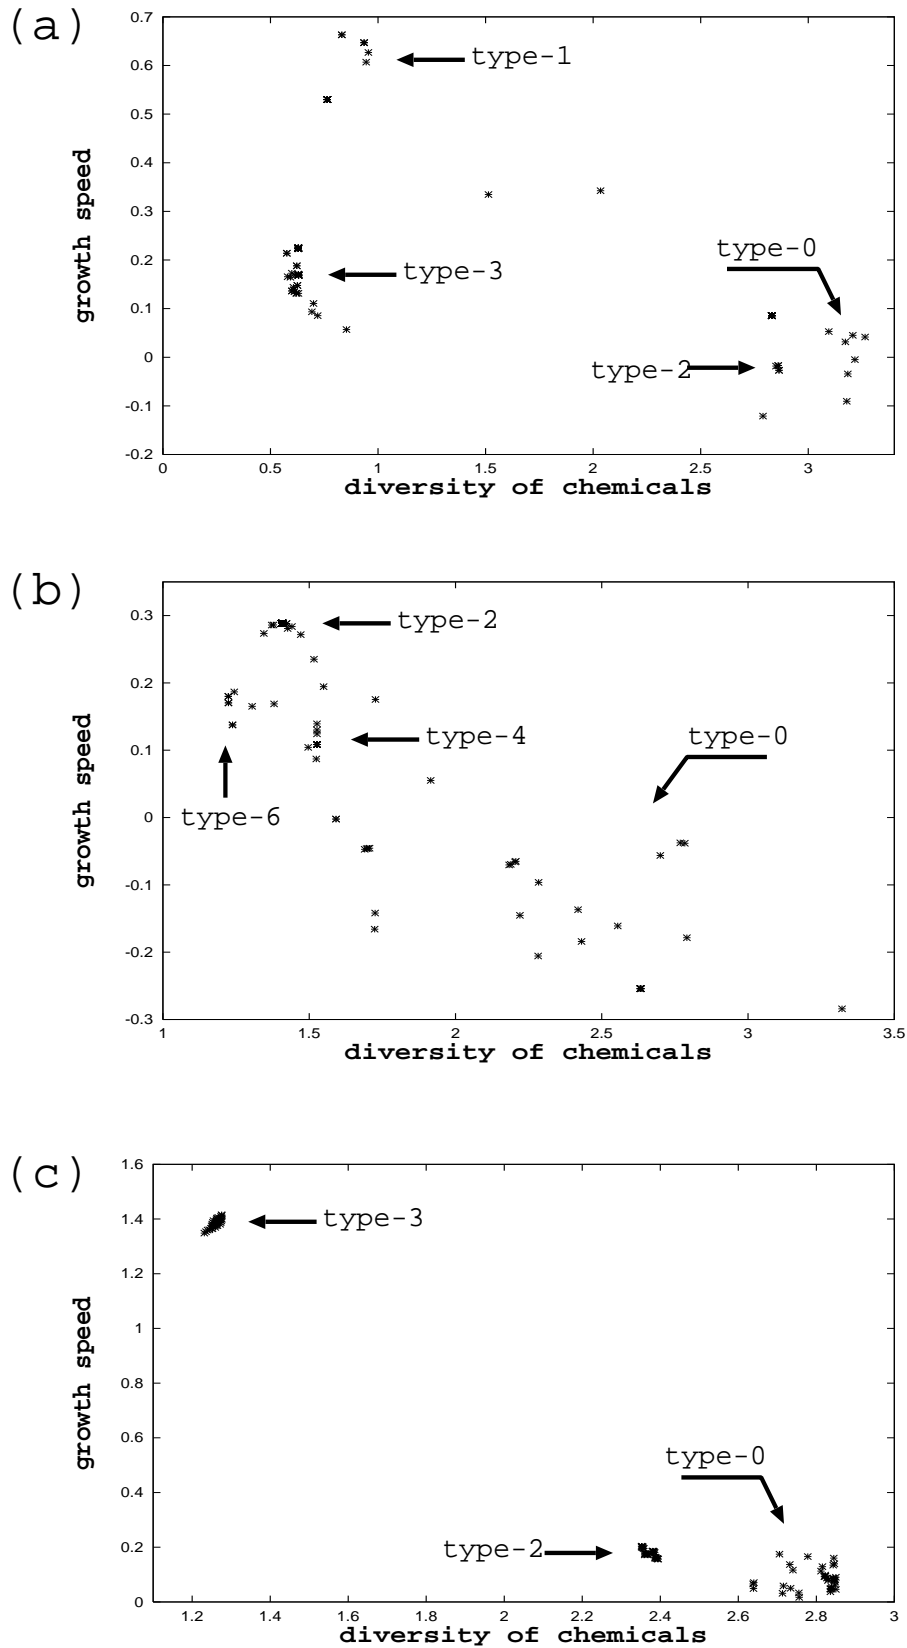 (a)
0.7
0.6
type-1
0.5
0.4
growth speed
0.3
type-0
0.2
type-3
0.1
0
type-2
-0.1
-0.2
0 0.5 1 1.5 2 2.5 3
diversity of chemicals
(b)
0.3
type-2
0.2
growth speed
type-4
type-0
0.1
type-6
0
-0.1
-0.2
-0.3
1 1.5 2 2.5 3 3.5
diversity of chemicals
(c)
1.6
1.4
type-3
1.2
growth speed
1
0.8
0.6
type-0
0.4
type-2
0.2
0
1.2 1.4 1.6 1.8 2 2.2 2.4 2.6 2.8 3
diversity of chemicals